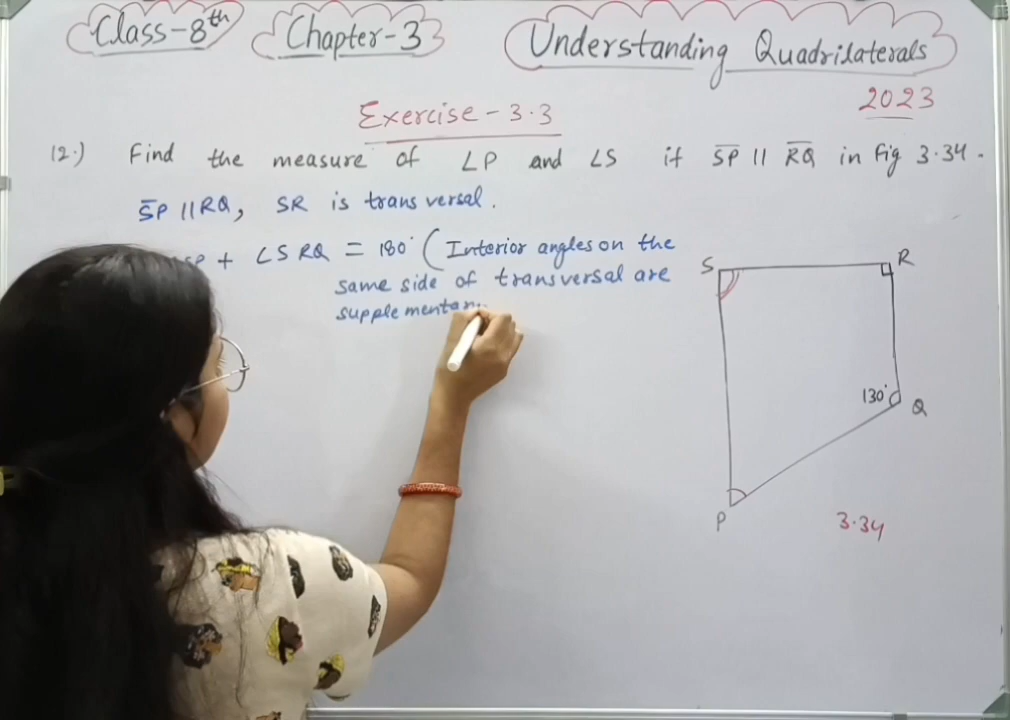 Class-8th Chapter-3 Understanding Quadrilaterals
2023
Exercise-3.3
12.) Find the measure of ∠P and ∠S if SP || RQ in Fig 3.34.
SP || RQ, SR is transversal.
SP + ∠SRQ = 180° (Interior angles on the
same side of transversal are
supplementar
S R
130° Q
P
3.34